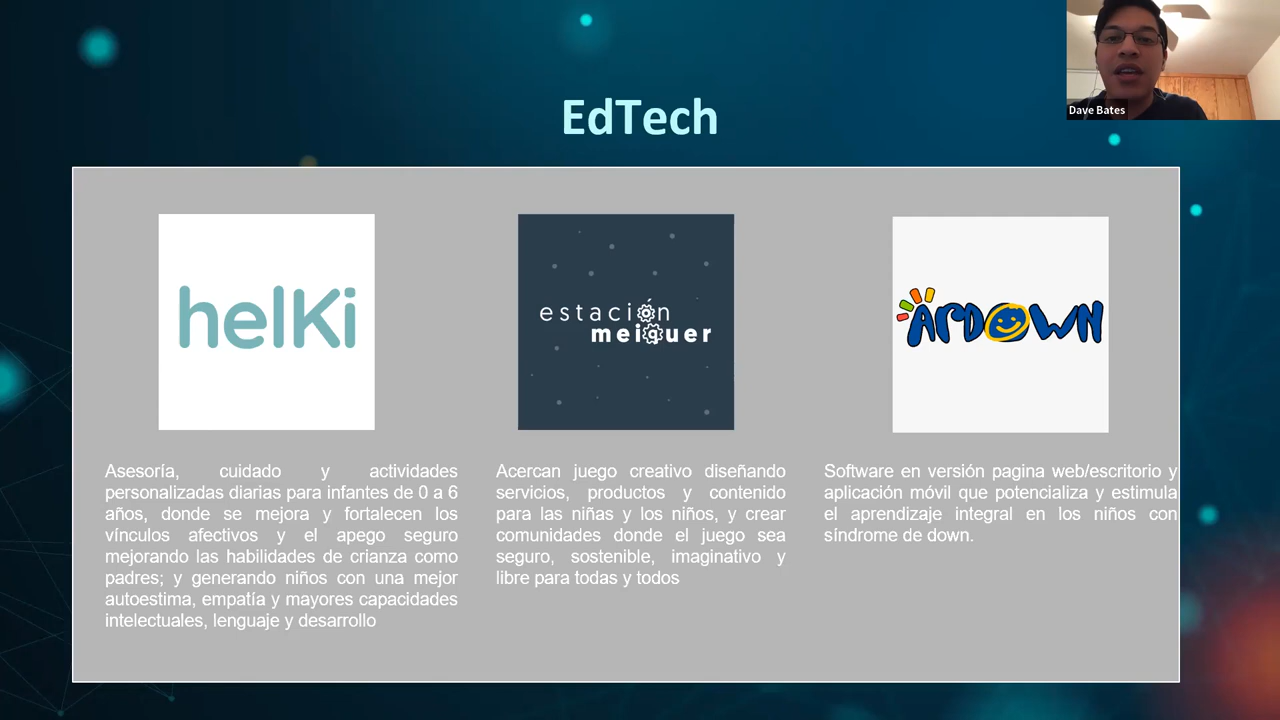 Dave Bates
EdTech
helKi
estación
meiquer
ARDOWN
Asesoría, cuidado y actividades
personalizadas diarias para infantes de 0 a 6
años, donde se mejora y fortalecen los
vínculos afectivos y el apego seguro
mejorando las habilidades de crianza como
padres; y generando niños con una mejor
autoestima, empatía y mayores capacidades
intelectuales, lenguaje y desarrollo
Acercan juego creativo diseñando
servicios, productos y contenido
para las niñas y los niños, y crear
comunidades donde el juego sea
seguro, sostenible, imaginativo y
libre para todas y todos
Software en versión pagina web/escritorio y
aplicación móvil que potencializa y estimula
el aprendizaje integral en los niños con
síndrome de down.